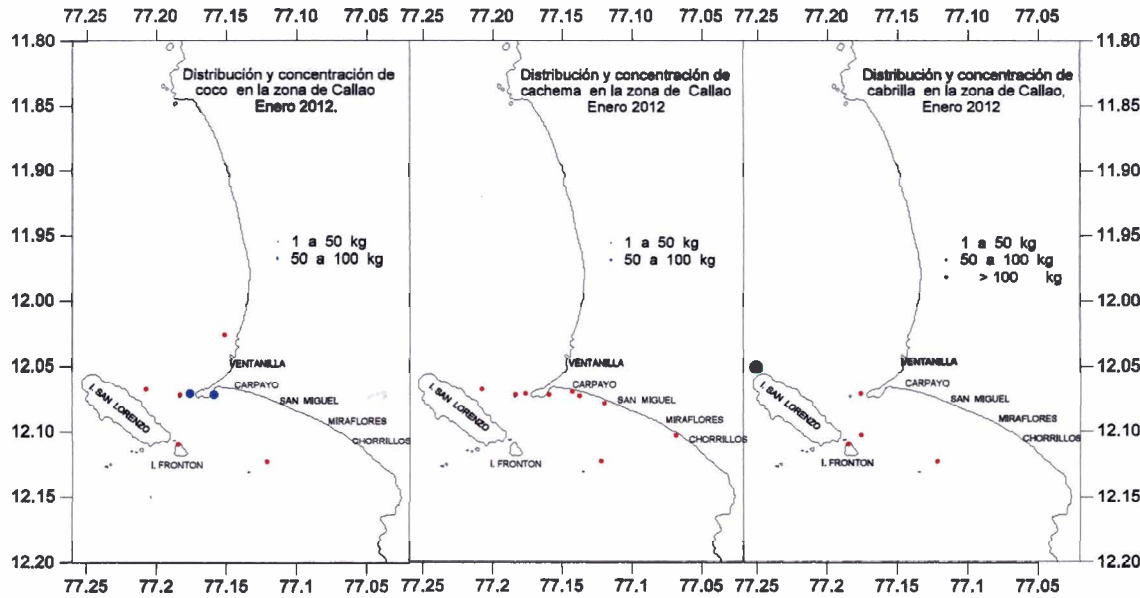 77.25 77.20 77.15 77.10 77.05 77.25 77.20 77.15 77.10 77.05 77.25 77.20 77.15 77.10 77.05
11.80 11.80
11.85 11.85
11.90 11.90
11.95 11.95
12.00 12.00
12.05 12.05
12.10 12.10
12.15 12.15
12.20 12.20
Distribución y concentración de
coco en la zona de Callao
Enero 2012.
1 a 50 kg
50 a 100 kg
VENTANILLA
CARPAYO
SAN MIGUEL
MIRAFLORES
CHORRILLOS
I. SAN LORENZO
I. FRONTON
Distribución y concentración de
cachema en la zona de Callao
Enero 2012
1 a 50 kg
50 a 100 kg
VENTANILLA
CARPAYO
SAN MIGUEL
MIRAFLORES
CHORRILLOS
I. SAN LORENZO
I. FRONTON
Distribución y concentración de
cabrilla en la zona de Callao,
Enero 2012
1 a 50 kg
50 a 100 kg
> 100 kg
VENTANILLA
CARPAYO
SAN MIGUEL
MIRAFLORES
CHORRILLOS
I. SAN LORENZO
I. FRONTON
77.25 77.20 77.15 77.10 77.05 77.25 77.20 77.15 77.10 77.05 77.25 77.20 77.15 77.10 77.05